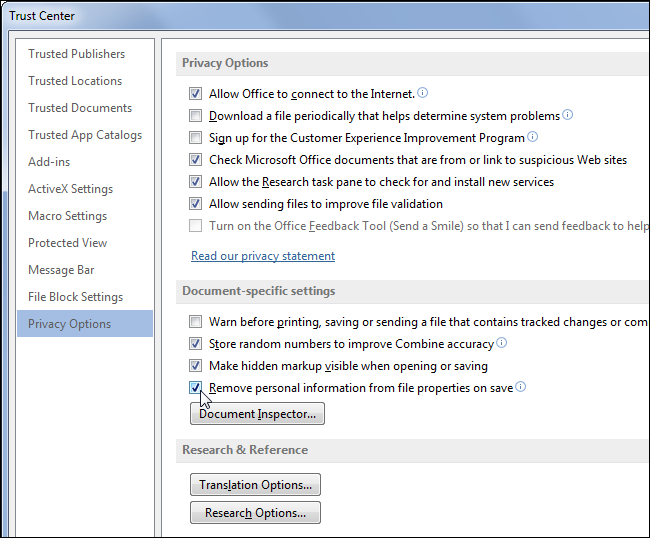 Trust Center
Trusted Publishers
Trusted Locations
Trusted Documents
Trusted App Catalogs
Add-ins
ActiveX Settings
Macro Settings
Protected View
Message Bar
File Block Settings
Privacy Options
Privacy Options
Allow Office to connect to the Internet.
Download a file periodically that helps determine system problems
Sign up for the Customer Experience Improvement Program
Check Microsoft Office documents that are from or link to suspicious Web sites
Allow the Research task pane to check for and install new services
Allow sending files to improve file validation
Turn on the Office Feedback Tool (Send a Smile) so that I can send feedback to help
Read our privacy statement
Document-specific settings
Warn before printing, saving or sending a file that contains tracked changes or com
Store random numbers to improve Combine accuracy
Make hidden markup visible when opening or saving
Remove personal information from file properties on save
Document Inspector...
Research & Reference
Translation Options...
Research Options...